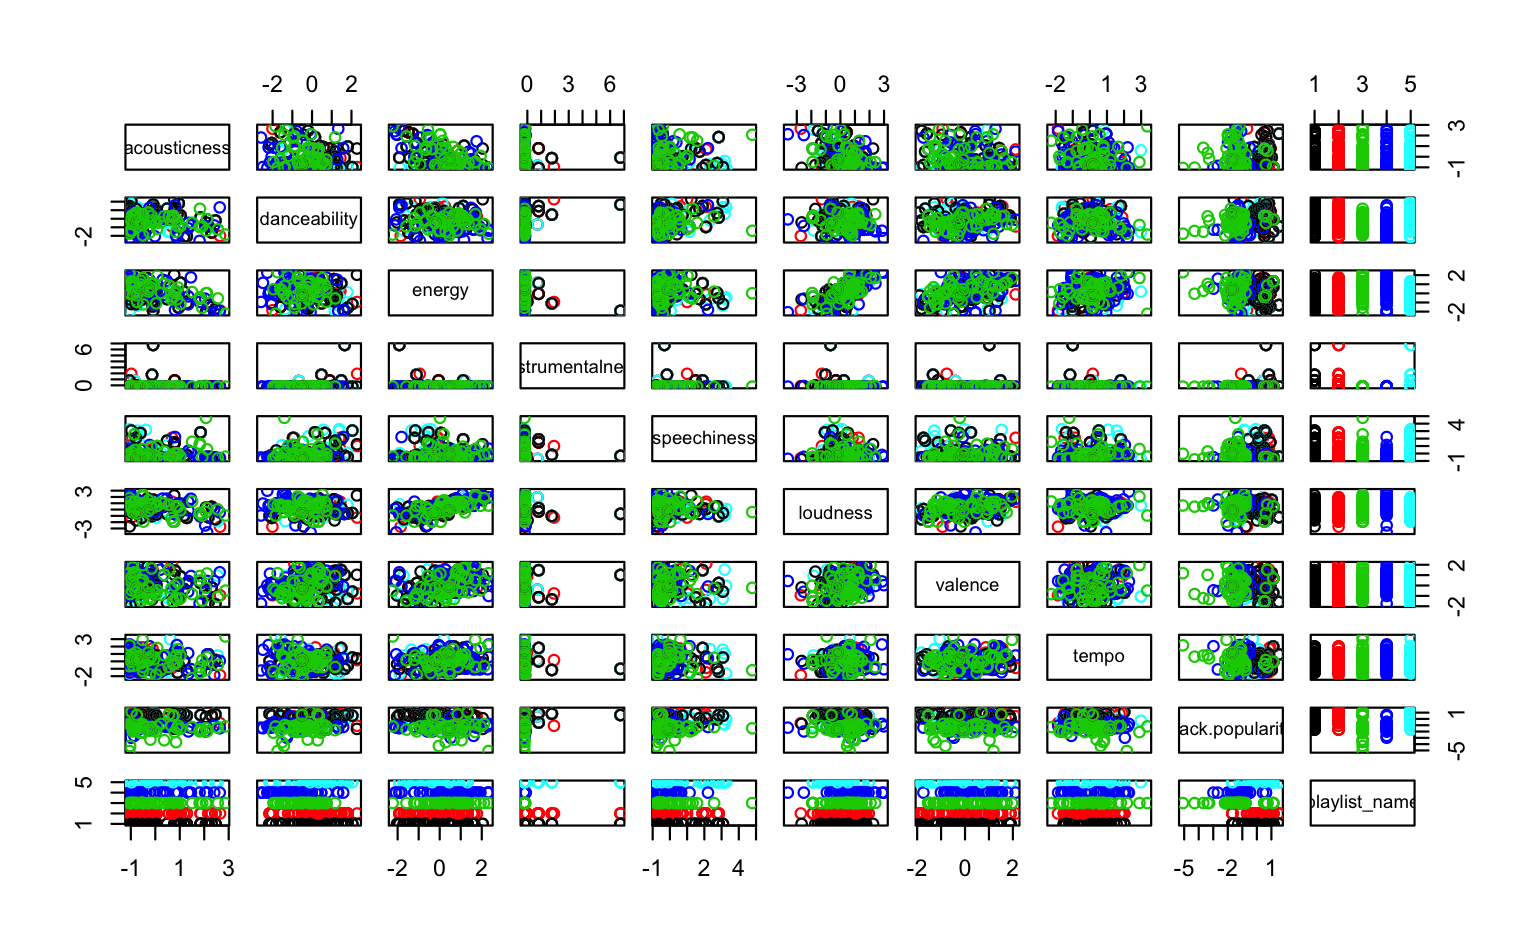 -2 0 2 0 3 6 -3 0 3 -2 1 3 1 3 5
acousticness 3 -1
-2 danceability
energy 2 -2
6 0 strumentalne
speechiness 4 -1
3 -3 loudness
valence 2 -2
3 -2 tempo
ack.popularit 1 -5
5 1 playlist_name
-1 1 3 -2 0 2 -1 2 4 -2 0 2 -5 -2 1